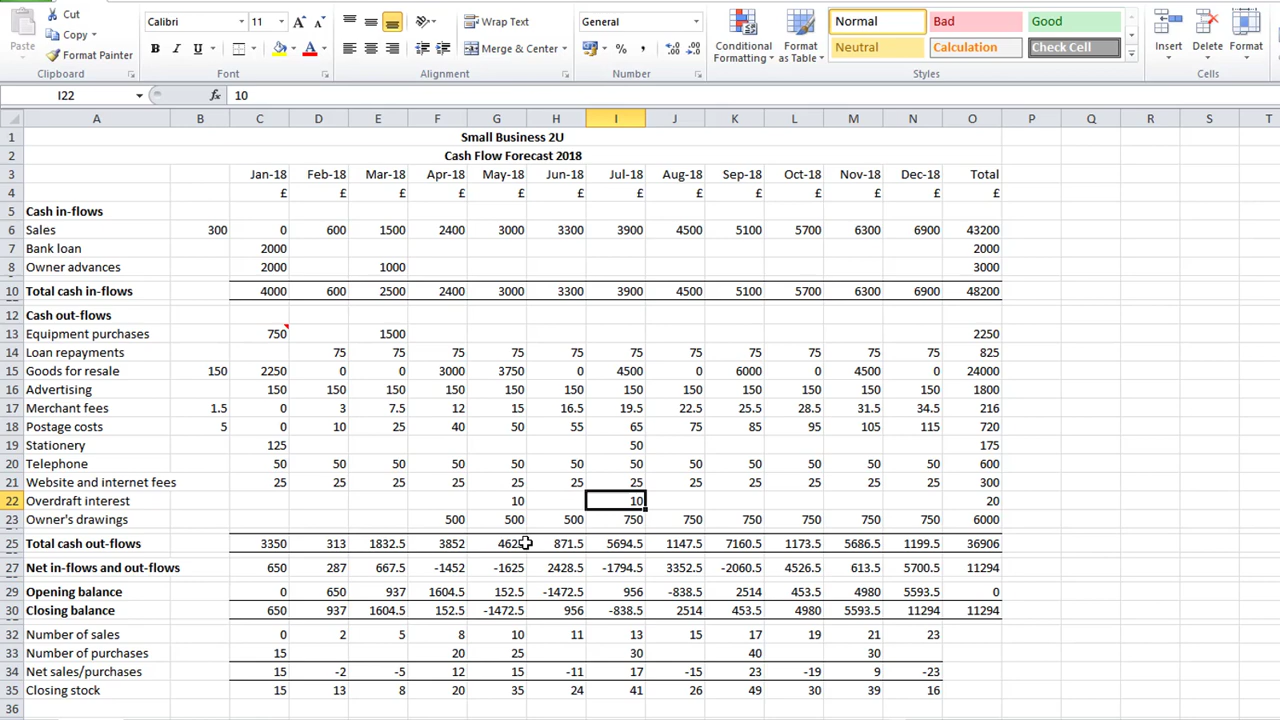 Cut
Copy
Format Painter
Paste
Clipboard
Calibri 11
B I U
Font
Wrap Text
Merge & Center
Alignment
General
% ,
Number
Conditional Formatting
Format as Table
Normal Bad Good
Neutral Calculation Check Cell
Styles
Insert Delete Format
Cells
I22 fx 10
A B C D E F G H I J K L M N O P Q R S T
1 Small Business 2U
2 Cash Flow Forecast 2018
3 Jan-18 Feb-18 Mar-18 Apr-18 May-18 Jun-18 Jul-18 Aug-18 Sep-18 Oct-18 Nov-18 Dec-18 Total
4 £ £ £ £ £ £ £ £ £ £ £ £ £
5 Cash in-flows
6 Sales 300 0 600 1500 2400 3000 3300 3900 4500 5100 5700 6300 6900 43200
7 Bank loan 2000 2000
8 Owner advances 2000 1000 3000
10 Total cash in-flows 4000 600 2500 2400 3000 3300 3900 4500 5100 5700 6300 6900 48200
12 Cash out-flows
13 Equipment purchases 750 1500 2250
14 Loan repayments 75 75 75 75 75 75 75 75 75 75 75 825
15 Goods for resale 150 2250 0 0 3000 3750 0 4500 0 6000 0 4500 0 24000
16 Advertising 150 150 150 150 150 150 150 150 150 150 150 150 1800
17 Merchant fees 1.5 0 3 7.5 12 15 16.5 19.5 22.5 25.5 28.5 31.5 34.5 216
18 Postage costs 5 0 10 25 40 50 55 65 75 85 95 105 115 720
19 Stationery 125 50 175
20 Telephone 50 50 50 50 50 50 50 50 50 50 50 50 600
21 Website and internet fees 25 25 25 25 25 25 25 25 25 25 25 25 300
22 Overdraft interest 10 10 20
23 Owner's drawings 500 500 500 750 750 750 750 750 750 6000
25 Total cash out-flows 3350 313 1832.5 3852 4625 871.5 5694.5 1147.5 7160.5 1173.5 5686.5 1199.5 36906
27 Net in-flows and out-flows 650 287 667.5 -1452 -1625 2428.5 -1794.5 3352.5 -2060.5 4526.5 613.5 5700.5 11294
29 Opening balance 0 650 937 1604.5 152.5 -1472.5 956 -838.5 2514 453.5 4980 5593.5 0
30 Closing balance 650 937 1604.5 152.5 -1472.5 956 -838.5 2514 453.5 4980 5593.5 11294 11294
32 Number of sales 0 2 5 8 10 11 13 15 17 19 21 23
33 Number of purchases 15 20 25 30 40 30
34 Net sales/purchases 15 -2 -5 12 15 -11 17 -15 23 -19 9 -23
35 Closing stock 15 13 8 20 35 24 41 26 49 30 39 16
36